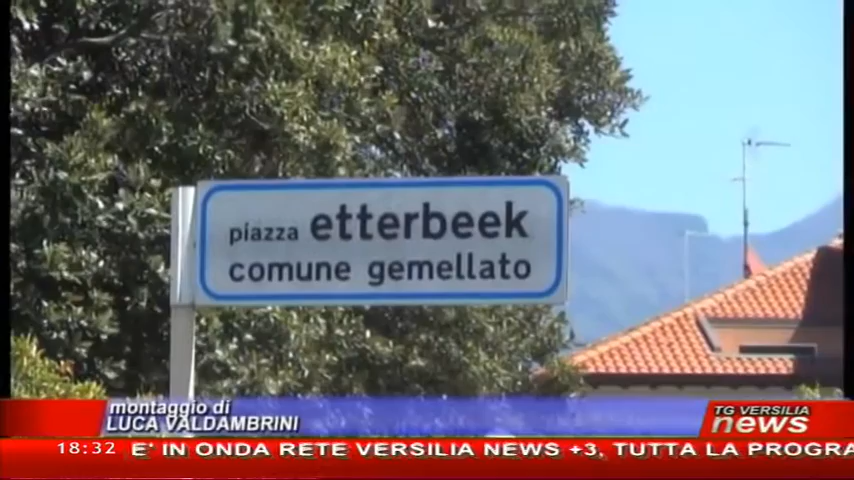 piazza etterbeek
comune gemellato
montaggio di
LUCA VALDAMBRINI
TG VERSILIA
news
18:32 E' IN ONDA RETE VERSILIA NEWS +3, TUTTA LA PROGRA